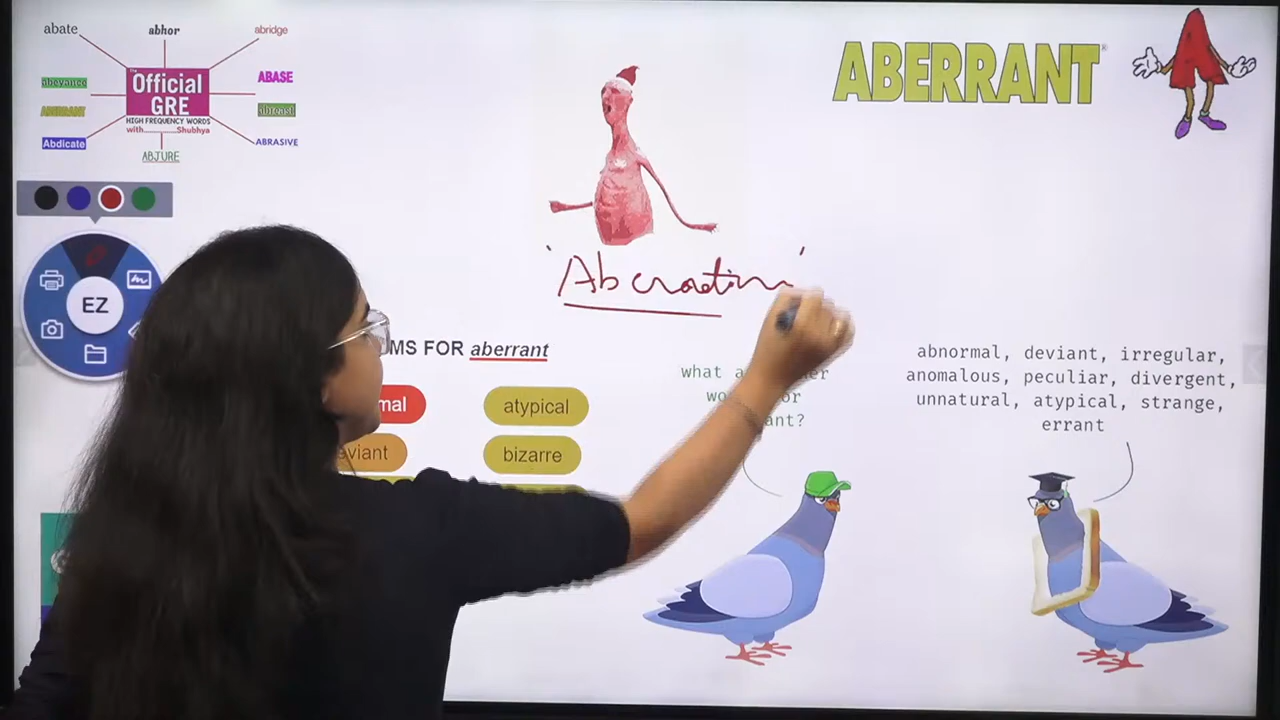 abate
abhor
abridge
abeyance
The Official GRE
ABASE
HIGH FREQUENCY WORDS
ABERRANT
abreast
with Shubhya
Abdicate
ABRASIVE
ABJURE
ABERRANT
EZ
'Aberration'
MS FOR aberrant
mal
atypical
eviant
bizarre
what a
er
wo
or
ant?
abnormal, deviant, irregular,
anomalous, peculiar, divergent,
unnatural, atypical, strange,
errant